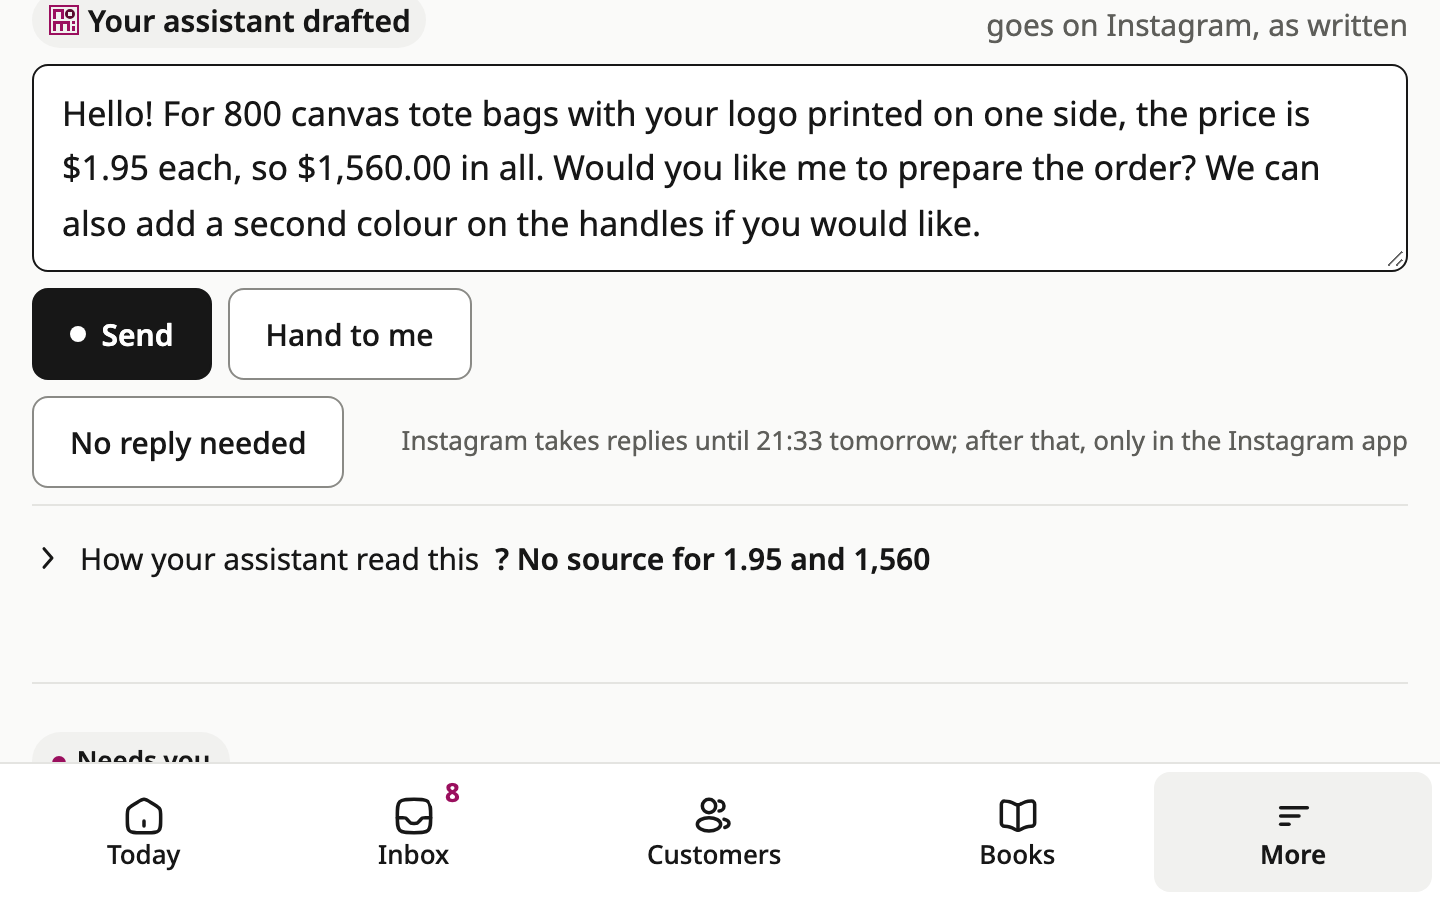 Your assistant drafted
goes on Instagram, as written
Hello! For 800 canvas tote bags with your logo printed on one side, the price is
$1.95 each, so $1,560.00 in all. Would you like me to prepare the order? We can
also add a second colour on the handles if you would like.
Send
Hand to me
No reply needed
Instagram takes replies until 21:33 tomorrow; after that, only in the Instagram app
How your assistant read this ? No source for 1.95 and 1,560
Needs you
8
Today
Inbox
Customers
Books
More